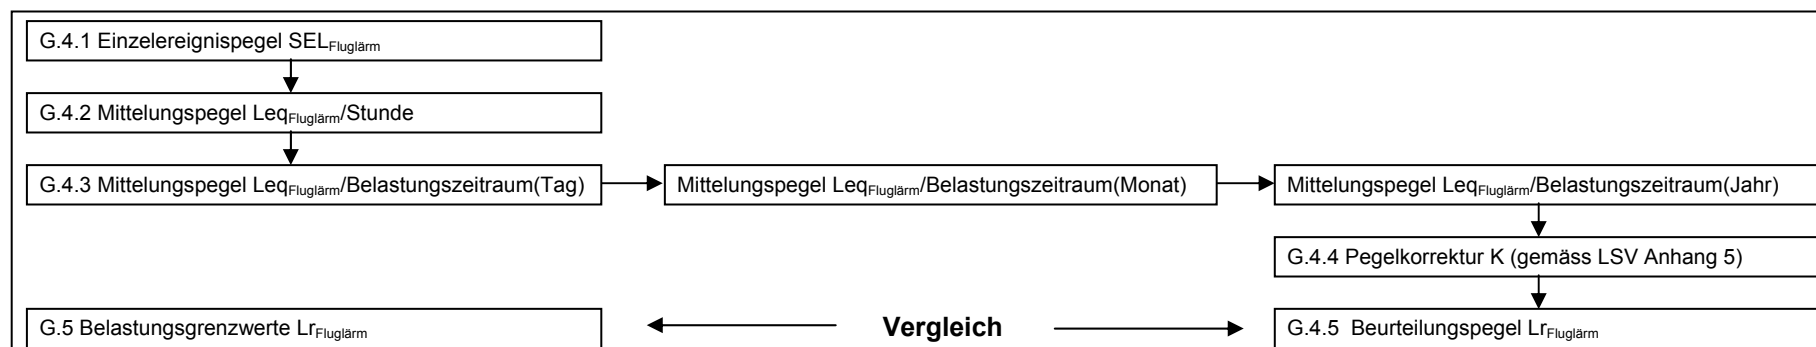 G.4.1 Einzelereignispegel SELFluglärm
G.4.2 Mittelungspegel LeqFluglärm/Stunde
G.4.3 Mittelungspegel LeqFluglärm/Belastungszeitraum(Tag)
Mittelungspegel LeqFluglärm/Belastungszeitraum(Monat)
Mittelungspegel LeqFluglärm/Belastungszeitraum(Jahr)
G.4.4 Pegelkorrektur K (gemäss LSV Anhang 5)
G.5 Belastungsgrenzwerte LrFluglärm
Vergleich
G.4.5 Beurteilungspegel LrFluglärm